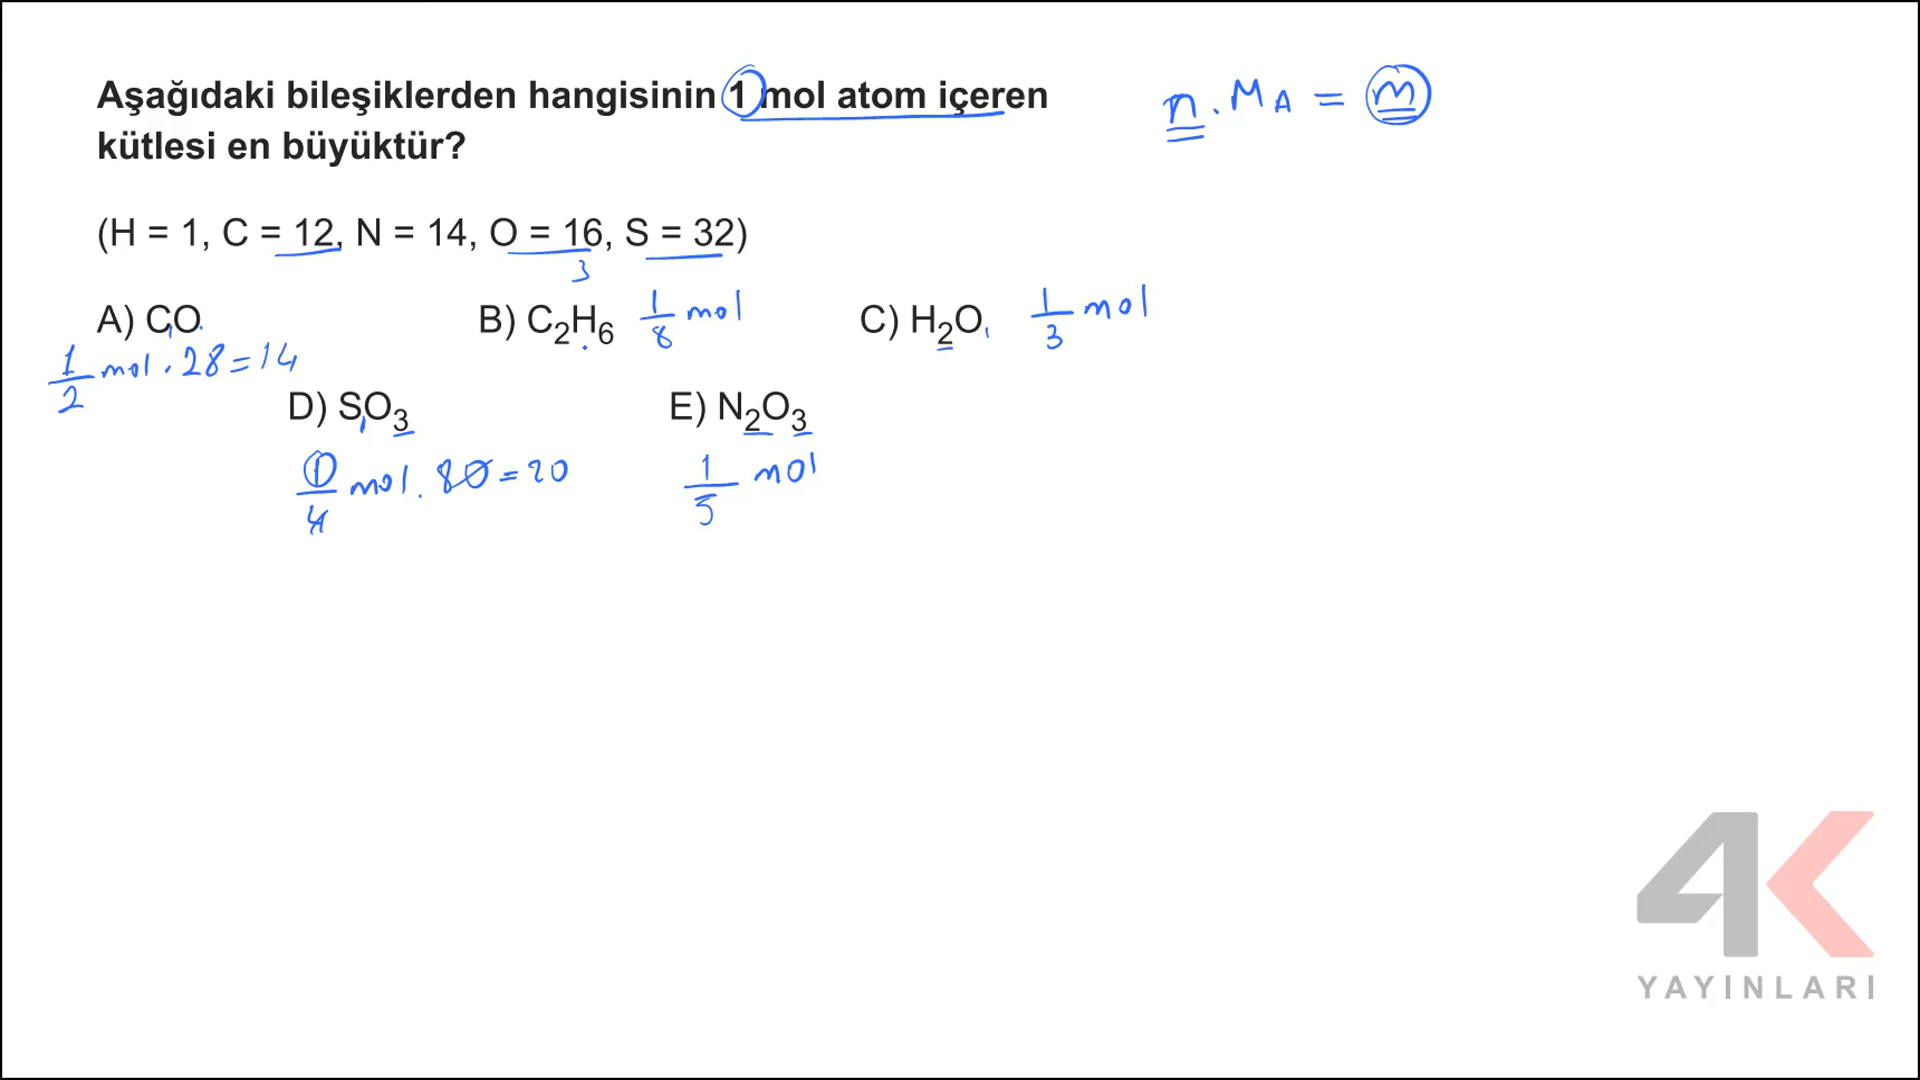 Aşağıdaki bileşiklerden hangisinin 1 mol atom içeren n . MA = m
kütlesi en büyüktür?
(H = 1, C = 12, N = 14, O = 16, S = 32)
3
A) CO B) C₂H₆ 1/8 mol C) H₂O 1/3 mol
1/2 mol . 28 = 14
D) SO₃ E) N₂O₃
1/4 mol . 80 = 20 1/5 mol
4K
YAYINLARI